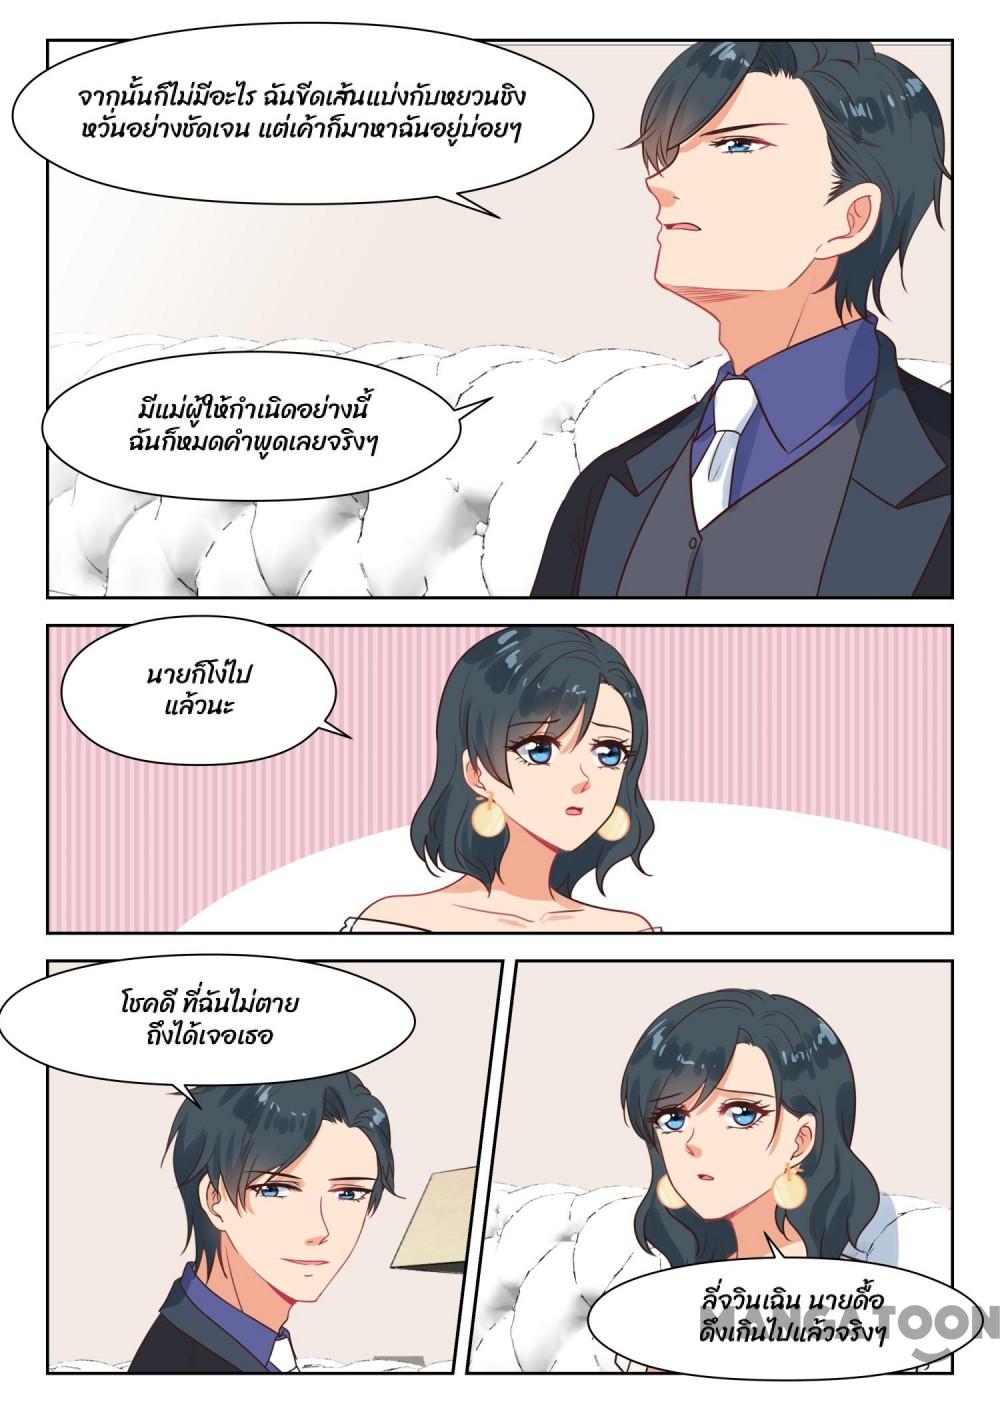 จากนั้นก็ไม่มีอะไร ฉันขีดเส้นแบ่งกับหยวนชิง
หวั่นอย่างชัดเจน แต่เค้าก็มาหาฉันอยู่บ่อยๆ
มีแม่ผู้ให้กำเนิดอย่างนี้
ฉันก็หมดคำพูดเลยจริงๆ
นายก็โง่ไป
แล้วนะ
โชคดี ที่ฉันไม่ตาย
ถึงได้เจอเธอ
ลี่จวินเฉิน นายดื้อ
ดึงเกินไปแล้วจริงๆ
MANGATOON